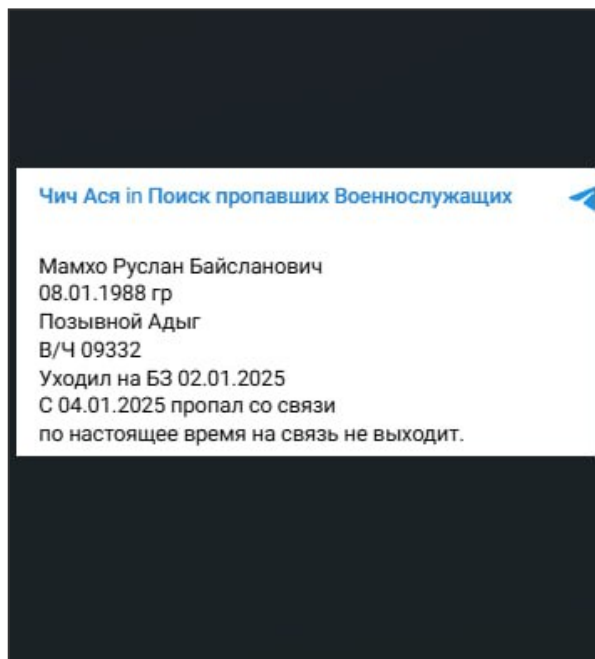 Чич Ася in Поиск пропавших Военнослужащих
Мамхо Руслан Байсланович
08.01.1988 гр
Позывной Адыг
В/Ч 09332
Уходил на БЗ 02.01.2025
С 04.01.2025 пропал со связи
по настоящее время на связь не выходит.